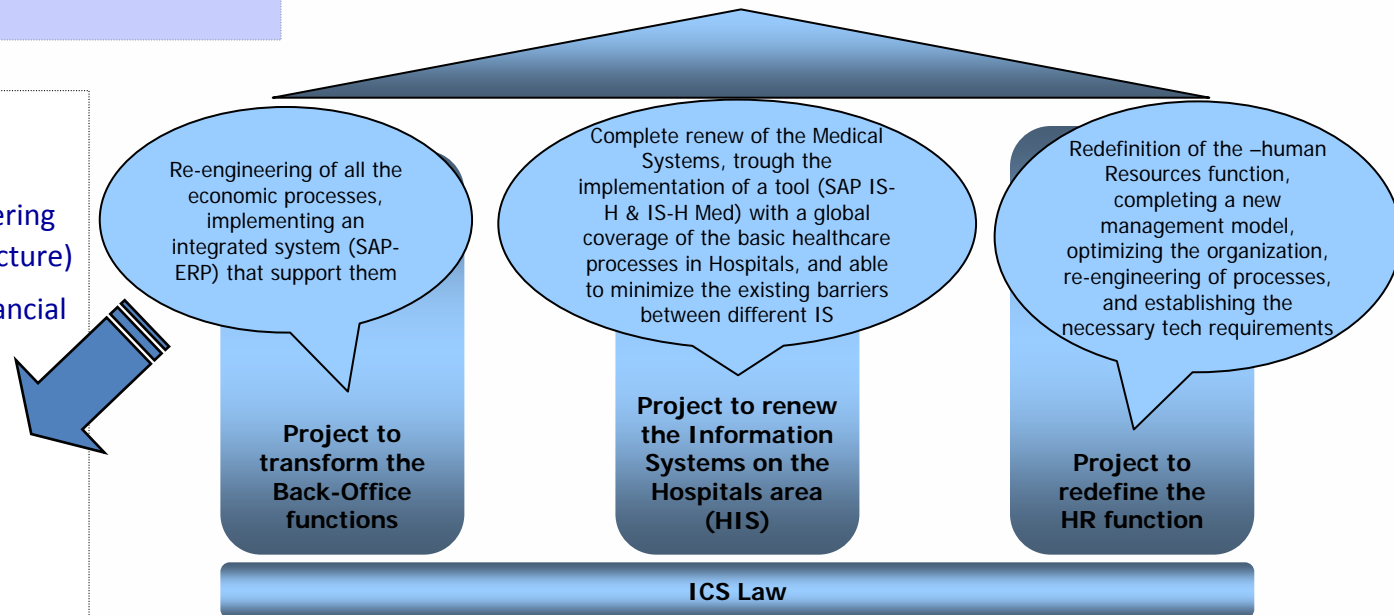 ering
cture)
ancial
Re-engineering of all the
economic processes,
implementing an
integrated system (SAP-
ERP) that support them
Project to
transform the
Back-Office
functions
Complete renew of the Medical
Systems, trough the
implementation of a tool (SAP IS-
H & IS-H Med) with a global
coverage of the basic healthcare
processes in Hospitals, and able
to minimize the existing barriers
between different IS
Project to renew
the Information
Systems on the
Hospitals area
(HIS)
Redefinition of the –human
Resources function,
completing a new
management model,
optimizing the organization,
re-engineering of processes,
and establishing the
necessary tech requirements
Project to
redefine the
HR function
ICS Law